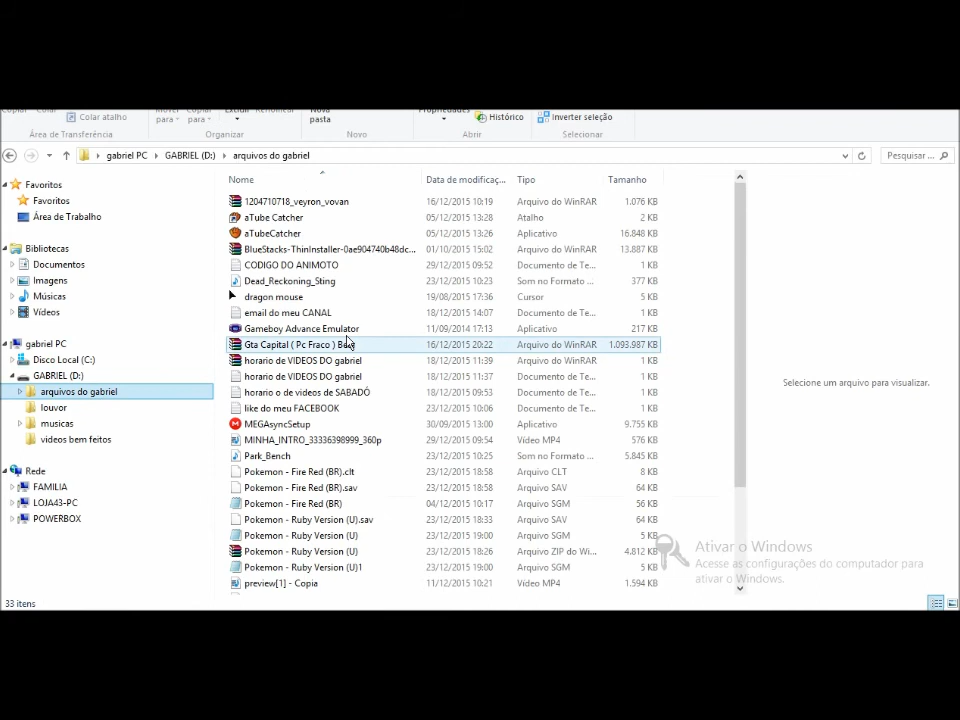 Copiar Colar Mover Copiar Excluir Renomear Nova Propriedades
Colar atalho para para pasta Histórico Inverter seleção
Área de Transferência Organizar Novo Abrir Selecionar
gabriel PC GABRIEL (D:) arquivos do gabriel Pesquisar ...
Favoritos
Favoritos
Área de Trabalho
Bibliotecas
Documentos
Imagens
Músicas
Vídeos
gabriel PC
Disco Local (C:)
GABRIEL (D:)
arquivos do gabriel
louvor
musicas
videos bem feitos
Rede
FAMILIA
LOJA43-PC
POWERBOX
Nome Data de modificaç... Tipo Tamanho
1204710718_veyron_vovan 16/12/2015 10:19 Arquivo do WinRAR 1.076 KB
aTube Catcher 05/12/2015 13:28 Atalho 2 KB
aTubeCatcher 05/12/2015 13:26 Aplicativo 16.848 KB
BlueStacks-ThinInstaller-0ae904740b48dc... 01/10/2015 15:02 Arquivo do WinRAR 13.887 KB
CODIGO DO ANIMOTO 29/12/2015 09:52 Documento de Te... 1 KB
Dead_Reckoning_Sting 23/12/2015 10:23 Som no Formato ... 377 KB
dragon mouse 19/08/2015 17:36 Cursor 5 KB
email do meu CANAL 18/12/2015 14:07 Documento de Te... 1 KB
Gameboy Advance Emulator 11/09/2014 17:13 Aplicativo 217 KB
Gta Capital ( Pc Fraco ) 16/12/2015 20:22 Arquivo do WinRAR 1.093.987 KB
horario de VIDEOS DO gabriel 18/12/2015 11:39 Arquivo do WinRAR 1 KB
horario de VIDEOS DO gabriel 18/12/2015 11:37 Documento de Te... 1 KB
horario o de videos de SABADÓ 18/12/2015 09:53 Documento de Te... 1 KB
like do meu FACEBOOK 23/12/2015 10:06 Documento de Te... 1 KB
MEGAsyncSetup 30/09/2015 13:00 Aplicativo 9.755 KB
MINHA_INTRO_33336398999_360p 29/12/2015 09:54 Vídeo MP4 576 KB
Park_Bench 23/12/2015 10:25 Som no Formato ... 5.845 KB
Pokemon - Fire Red (BR).clt 23/12/2015 18:58 Arquivo CLT 8 KB
Pokemon - Fire Red (BR).sav 23/12/2015 18:58 Arquivo SAV 64 KB
Pokemon - Fire Red (BR) 04/12/2015 10:17 Arquivo SGM 56 KB
Pokemon - Ruby Version (U).sav 23/12/2015 18:33 Arquivo SAV 64 KB
Pokemon - Ruby Version (U) 23/12/2015 19:00 Arquivo SGM 5 KB
Pokemon - Ruby Version (U) 23/12/2015 18:26 Arquivo ZIP do Wi... 4.812 KB
Pokemon - Ruby Version (U)1 23/12/2015 19:00 Arquivo SGM 5 KB
preview[1] - Copia 11/12/2015 10:21 Vídeo MP4 1.594 KB
Selecione um arquivo para visualizar.
Ativar o Windows
Acesse as configurações do computador para
ativar o Windows.
33 itens